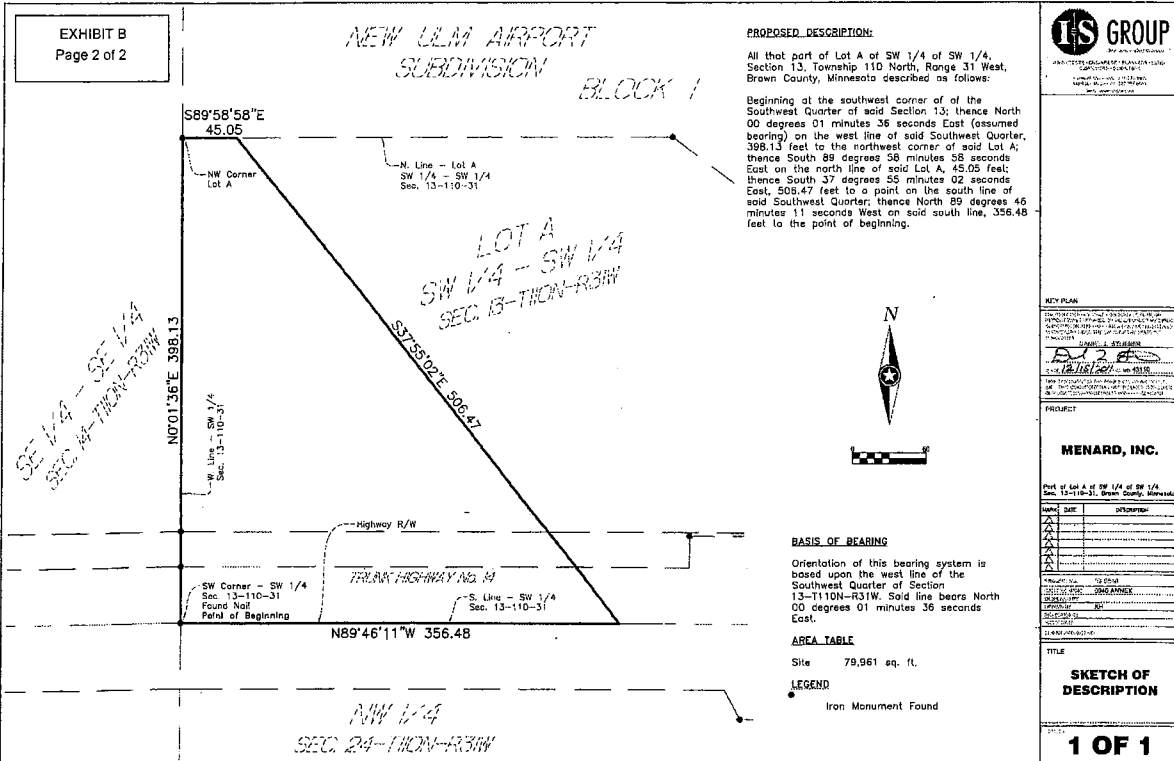 EXHIBIT B
Page 2 of 2
NEW ULM AIRPORT
SUBDIVISION
BLOCK 1
S89°58'58"E
45.05
NW Corner
Lot A
N. Line - Lot A
SW 1/4 - SW 1/4
Sec. 13-110-31
LOT A
SW 1/4 - SW 1/4
SEC. 13-T110N-R31W
SE 1/4 - SE 1/4
SEC. 14-T110N-R31W
N0°01'36"E 398.13
W. Line - SW 1/4
Sec. 13-110-31
S37°55'02"E 506.47
Highway R/W
TRUNK HIGHWAY No. 14
SW Corner - SW 1/4
Sec. 13-110-31
Found Nail
Point of Beginning
S. Line - SW 1/4
Sec. 13-110-31
N89°46'11"W 356.48
NW 1/4
SEC. 24-T110N-R31W
PROPOSED DESCRIPTION:
All that part of Lot A of SW 1/4 of SW 1/4,
Section 13, Township 110 North, Range 31 West,
Brown County, Minnesota described as follows:
Beginning at the southwest corner of of the
Southwest Quarter of said Section 13; thence North
00 degrees 01 minutes 36 seconds East (assumed
bearing) on the west line of said Southwest Quarter,
398.13 feet to the northwest corner of said Lot A;
thence South 89 degrees 58 minutes 58 seconds
East on the north line of said Lot A, 45.05 feet;
thence South 37 degrees 55 minutes 02 seconds
East, 506.47 feet to a point on the south line of
said Southwest Quarter; thence North 89 degrees 46
minutes 11 seconds West on said south line, 356.48
feet to the point of beginning.
N
0 60
BASIS OF BEARING
Orientation of this bearing system is
based upon the west line of the
Southwest Quarter of Section
13-T110N-R31W. Said line bears North
00 degrees 01 minutes 36 seconds
East.
AREA TABLE
Site 79,961 sq. ft.
LEGEND
Iron Monument Found
I&S GROUP
KEY PLAN
12/15/2011
PROJECT
MENARD, INC.
Part of Lot A of SW 1/4 of SW 1/4
Sec. 13-110-31, Brown County, Minnesota
MARK DATE DESCRIPTION
TITLE
SKETCH OF
DESCRIPTION
1 OF 1